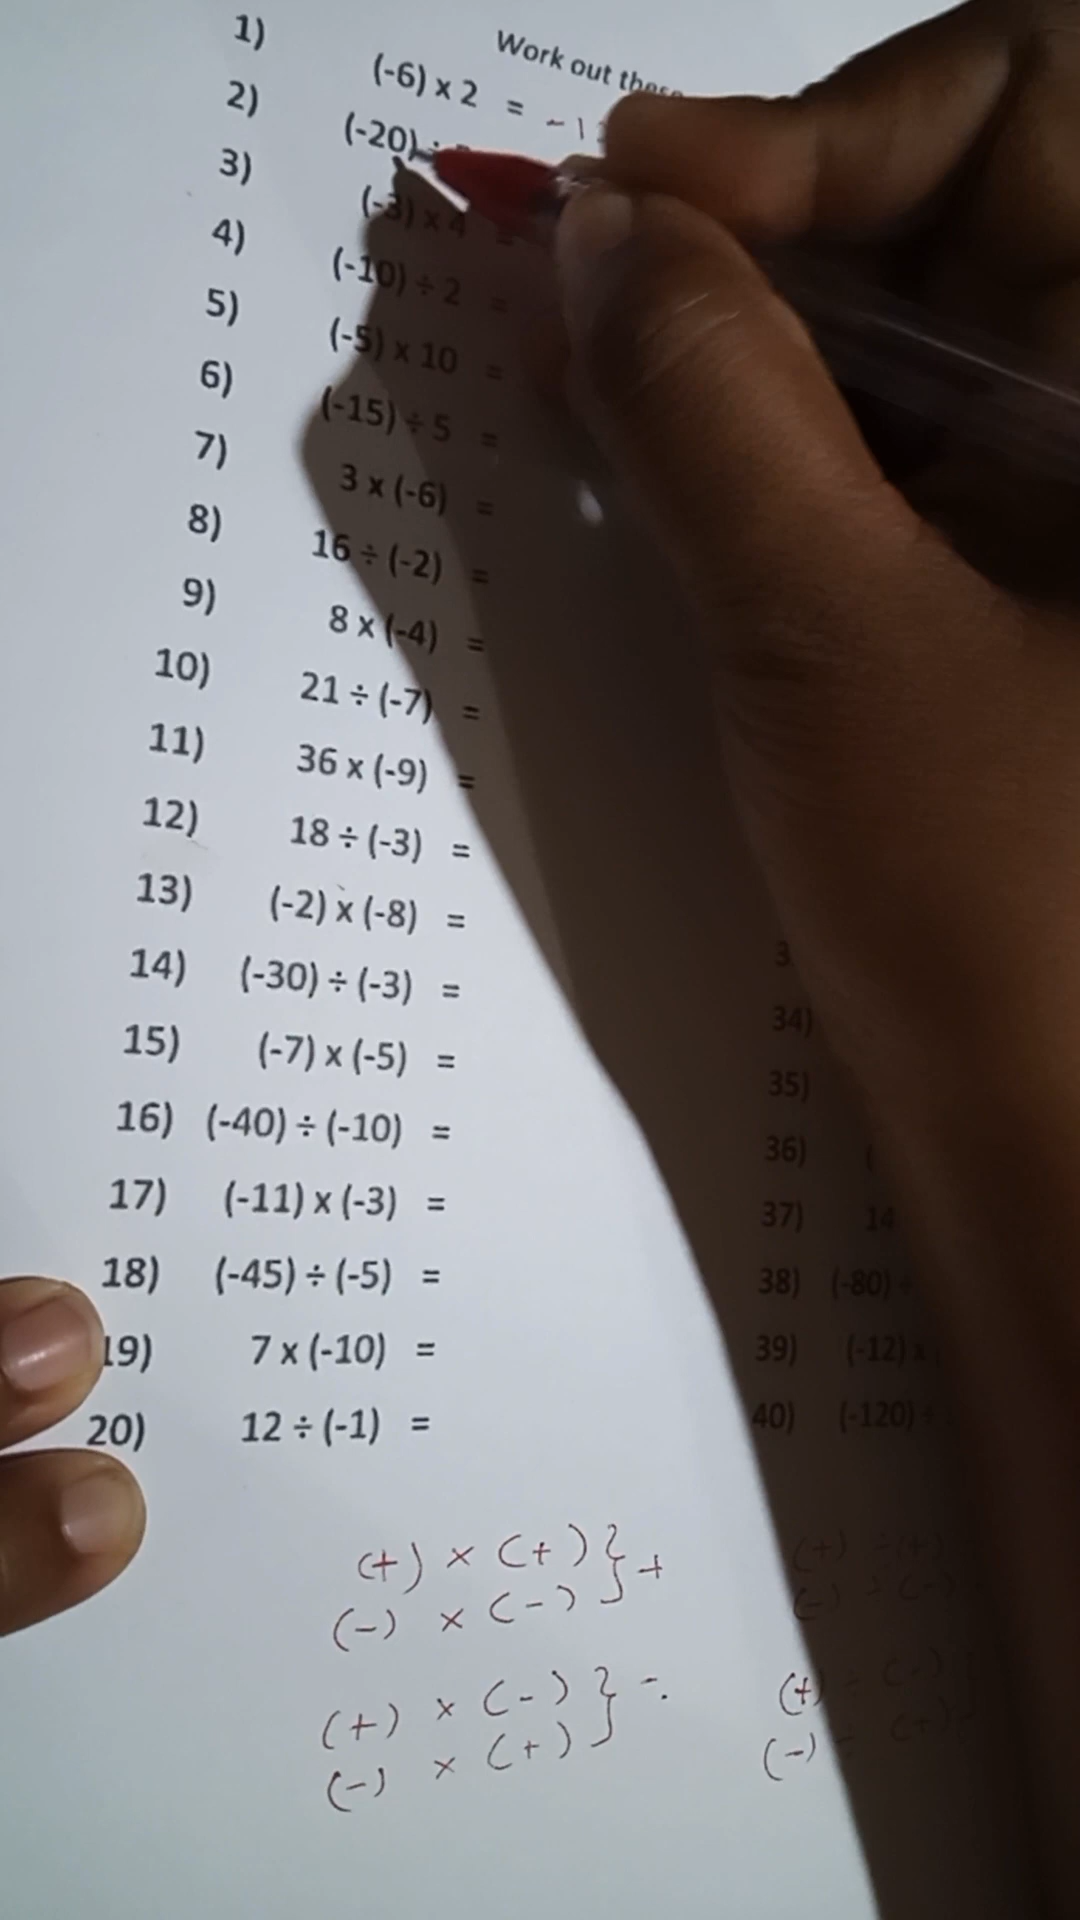 Work out these
1) (-6) x 2 = -1
2) (-20) ÷
3) (-3) x 4 =
4) (-10) ÷ 2 =
5) (-5) x 10 =
6) (-15) ÷ 5 =
7) 3 x (-6) =
8) 16 ÷ (-2) =
9) 8 x (-4) =
10) 21 ÷ (-7) =
11) 36 x (-9) =
12) 18 ÷ (-3) =
13) (-2) x (-8) =
14) (-30) ÷ (-3) =
15) (-7) x (-5) =
16) (-40) ÷ (-10) =
17) (-11) x (-3) =
18) (-45) ÷ (-5) =
19) 7 x (-10) =
20) 12 ÷ (-1) =
34)
35)
36) (
37) 14
38) (-80) ÷
39) (-12) x
40) (-120) ÷
(+) × (+) } +
(-) × (-)
(+) × (-) } -.
(-) × (+)
(+) ÷ (+)
(-) ÷ (-)
(+) ÷ (-)
(-) ÷ (+)